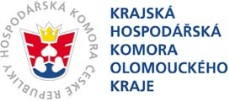 HOSPODÁŘSKÁ KOMORA ČESKÉ REPUBLIKY
KRAJSKÁ
HOSPODÁŘSKÁ
KOMORA
OLOMOUCKÉHO
KRAJE